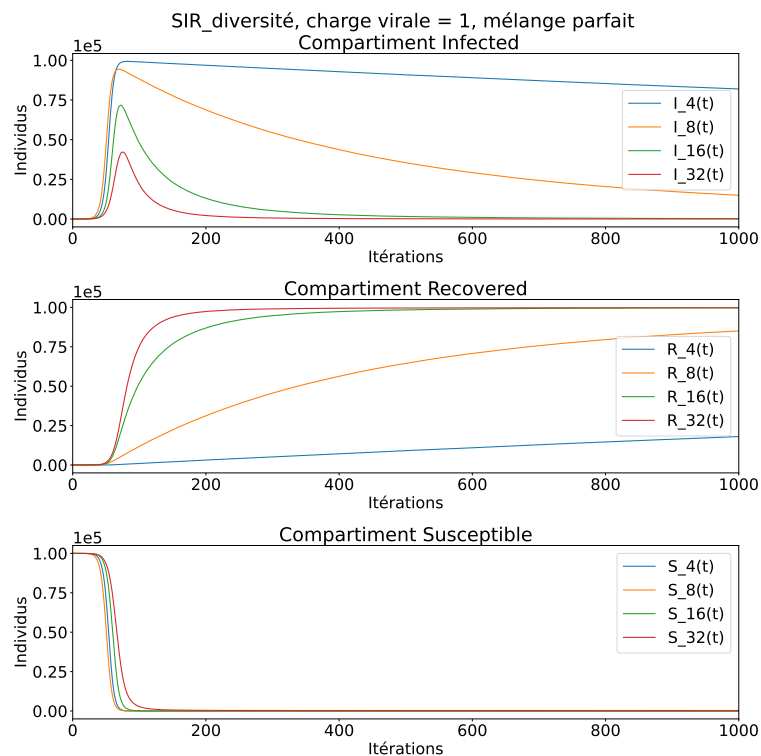 SIR_diversité, charge virale = 1, mélange parfait
Compartiment Infected
1e5
1.00
0.75
0.50
0.25
0.00
Individus
I_4(t)
I_8(t)
I_16(t)
I_32(t)
0 200 400 600 800 1000
Itérations
Compartiment Recovered
1e5
1.00
0.75
0.50
0.25
0.00
Individus
R_4(t)
R_8(t)
R_16(t)
R_32(t)
0 200 400 600 800 1000
Itérations
Compartiment Susceptible
1e5
1.00
0.75
0.50
0.25
0.00
Individus
S_4(t)
S_8(t)
S_16(t)
S_32(t)
0 200 400 600 800 1000
Itérations